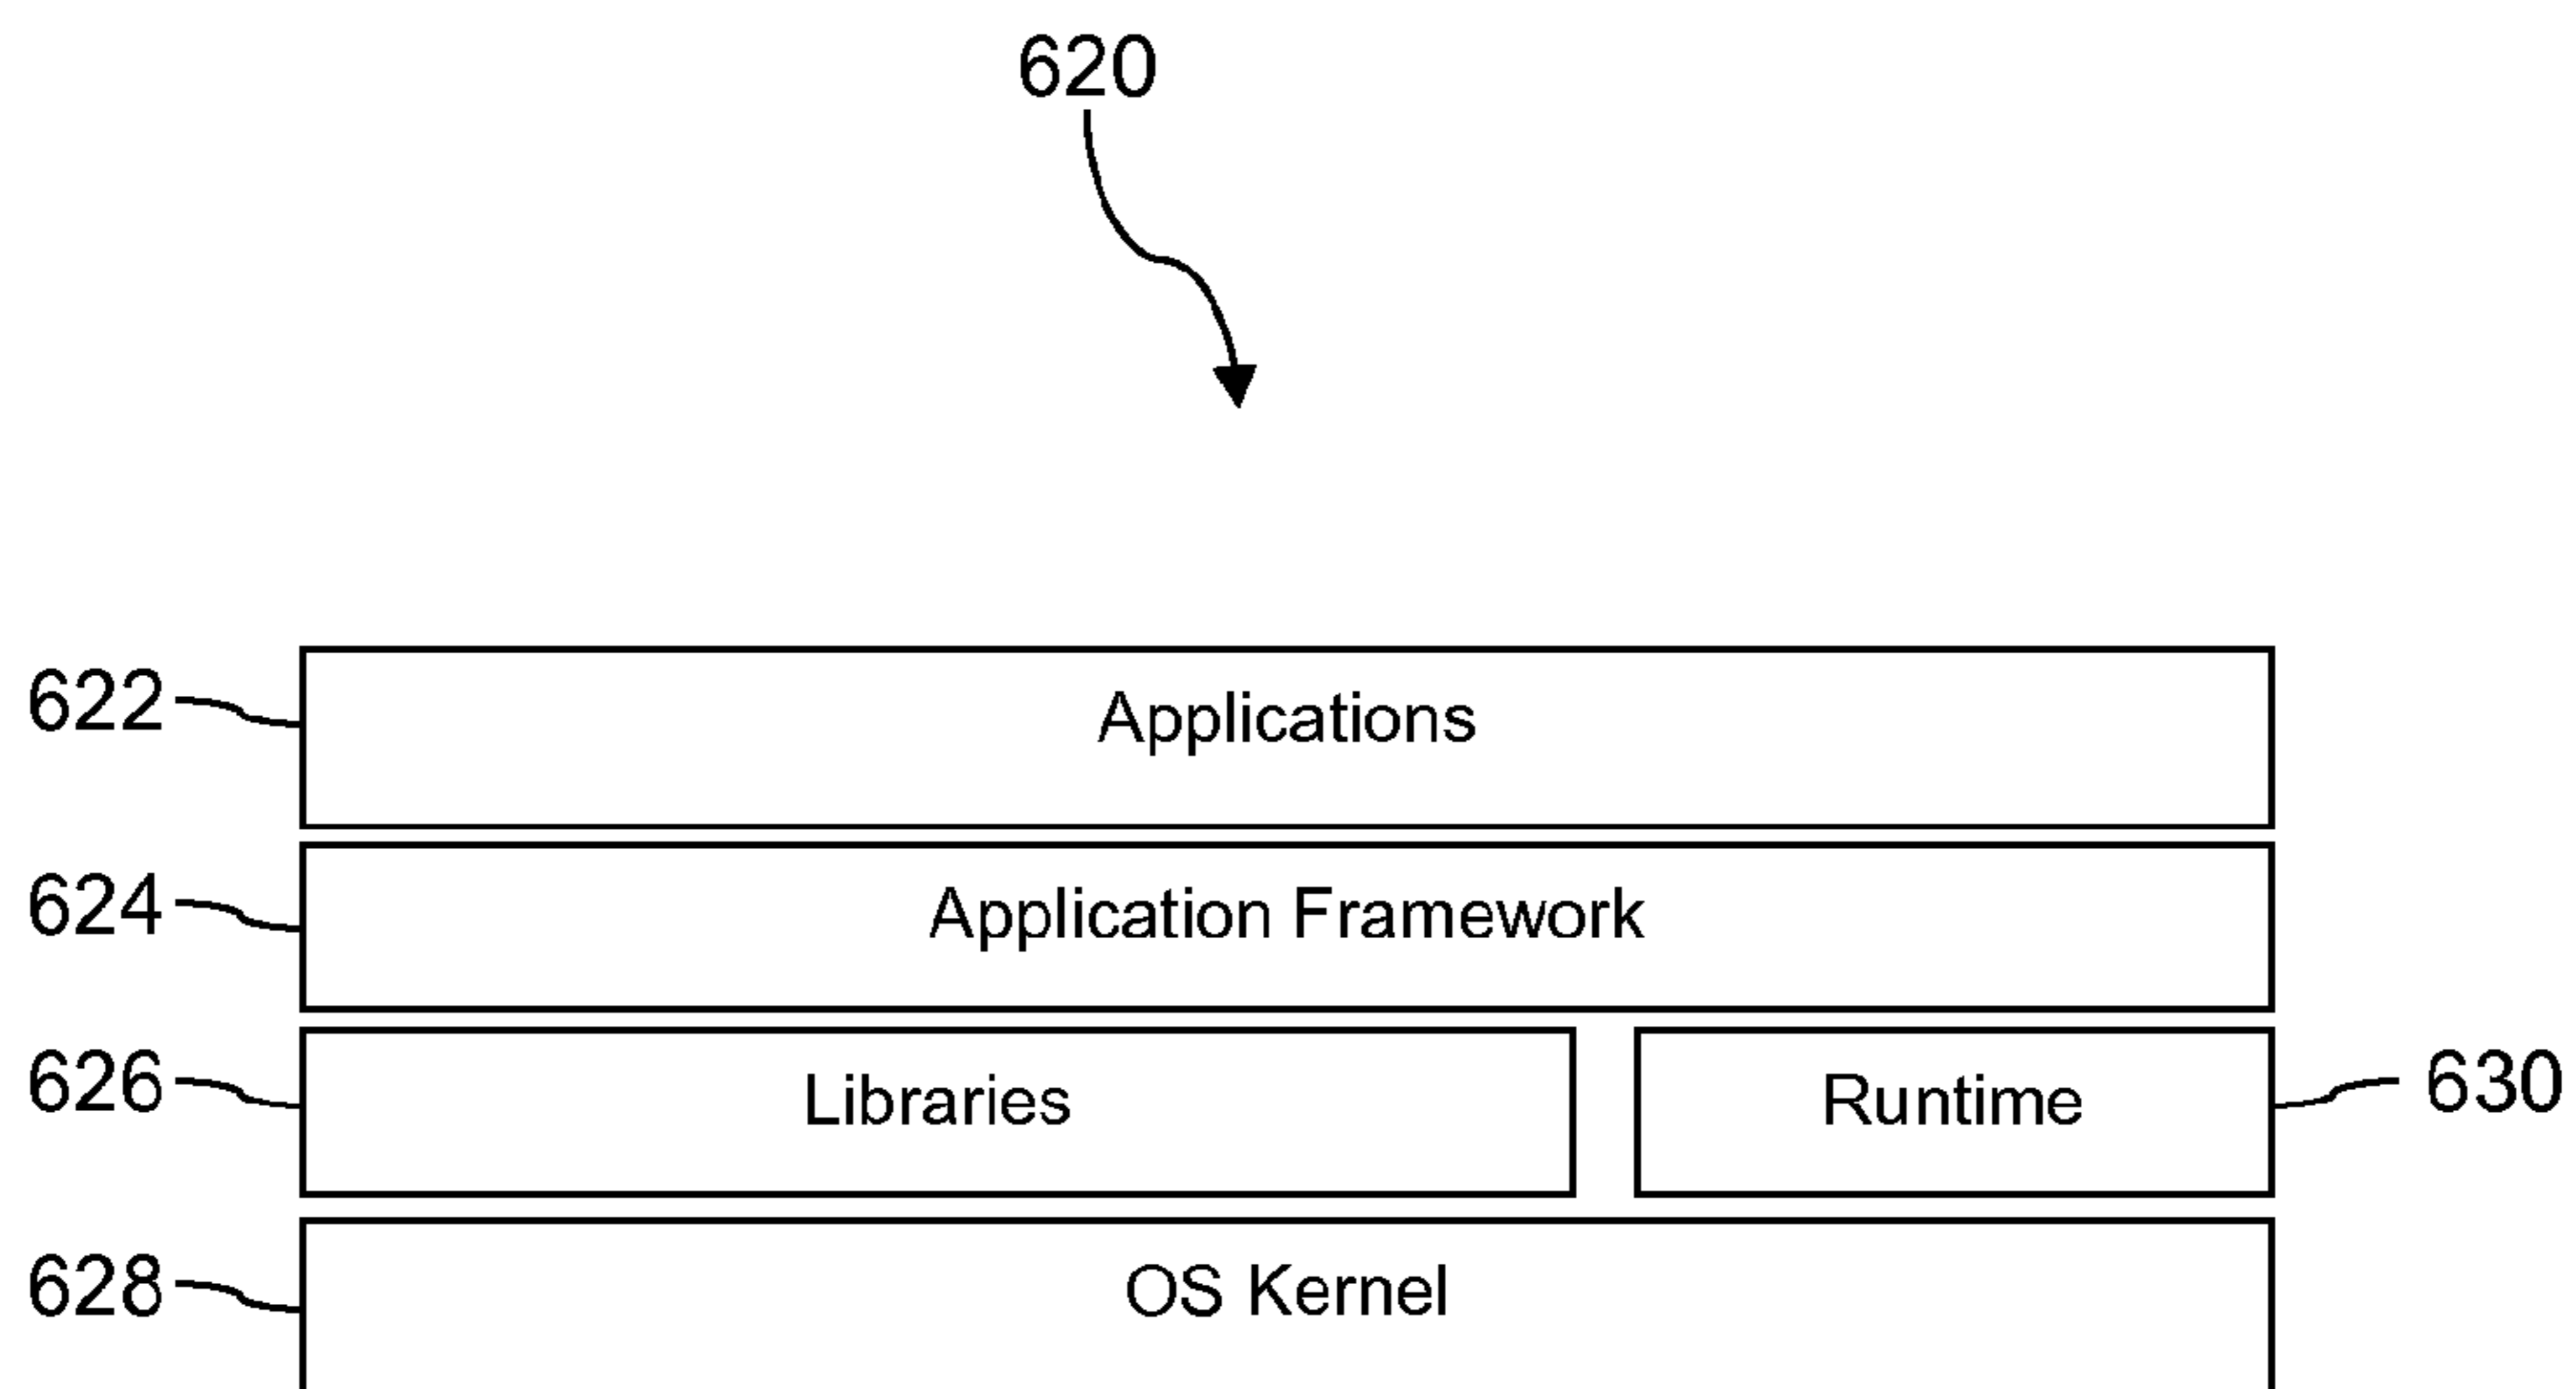 620
622 Applications
624 Application Framework
626 Libraries Runtime 630
628 OS Kernel